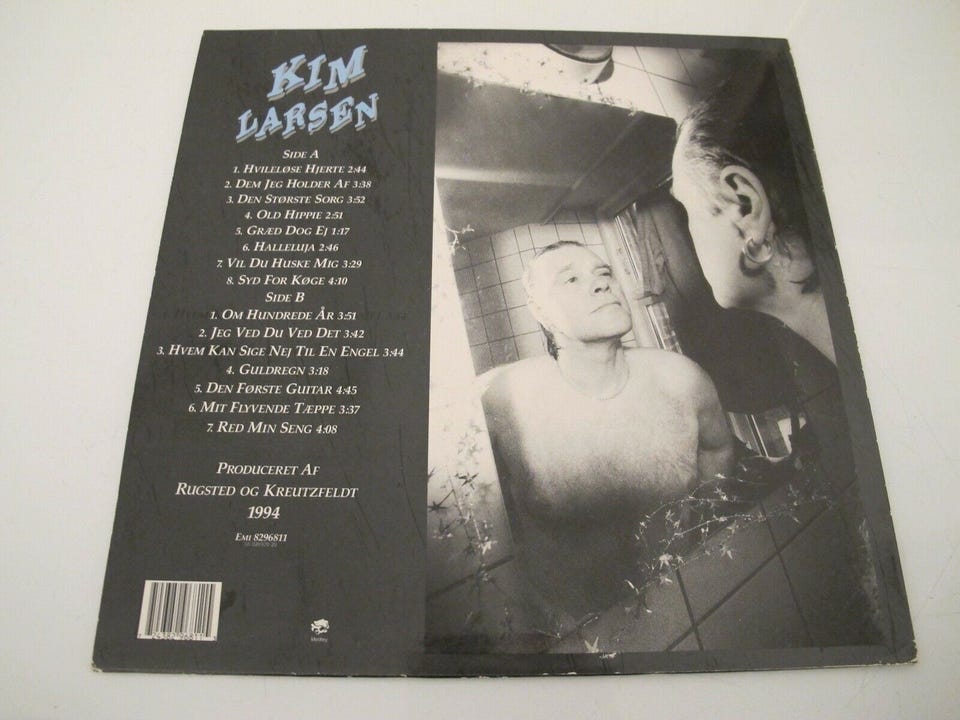 KIM
LARSEN
SIDE A
1. HVILELØSE HJERTE 2:44
2. DEM JEG HOLDER AF 3:38
3. DEN STØRSTE SORG 3:52
4. OLD HIPPIE 2:51
5. GRÆD DOG EJ 1:17
6. HALLELUJA 2:46
7. VIL DU HUSKE MIG 3:29
8. SYD FOR KØGE 4:10
SIDE B
1. OM HUNDREDE ÅR 3:51
2. JEG VED DU VED DET 3:42
3. HVEM KAN SIGE NEJ TIL EN ENGEL 3:44
4. GULDREGN 3:18
5. DEN FØRSTE GUITAR 4:45
6. MIT FLYVENDE TÆPPE 3:37
7. RED MIN SENG 4:08
PRODUCERET AF
RUGSTED OG KREUTZFELDT
1994
EMI 8296811
Medley